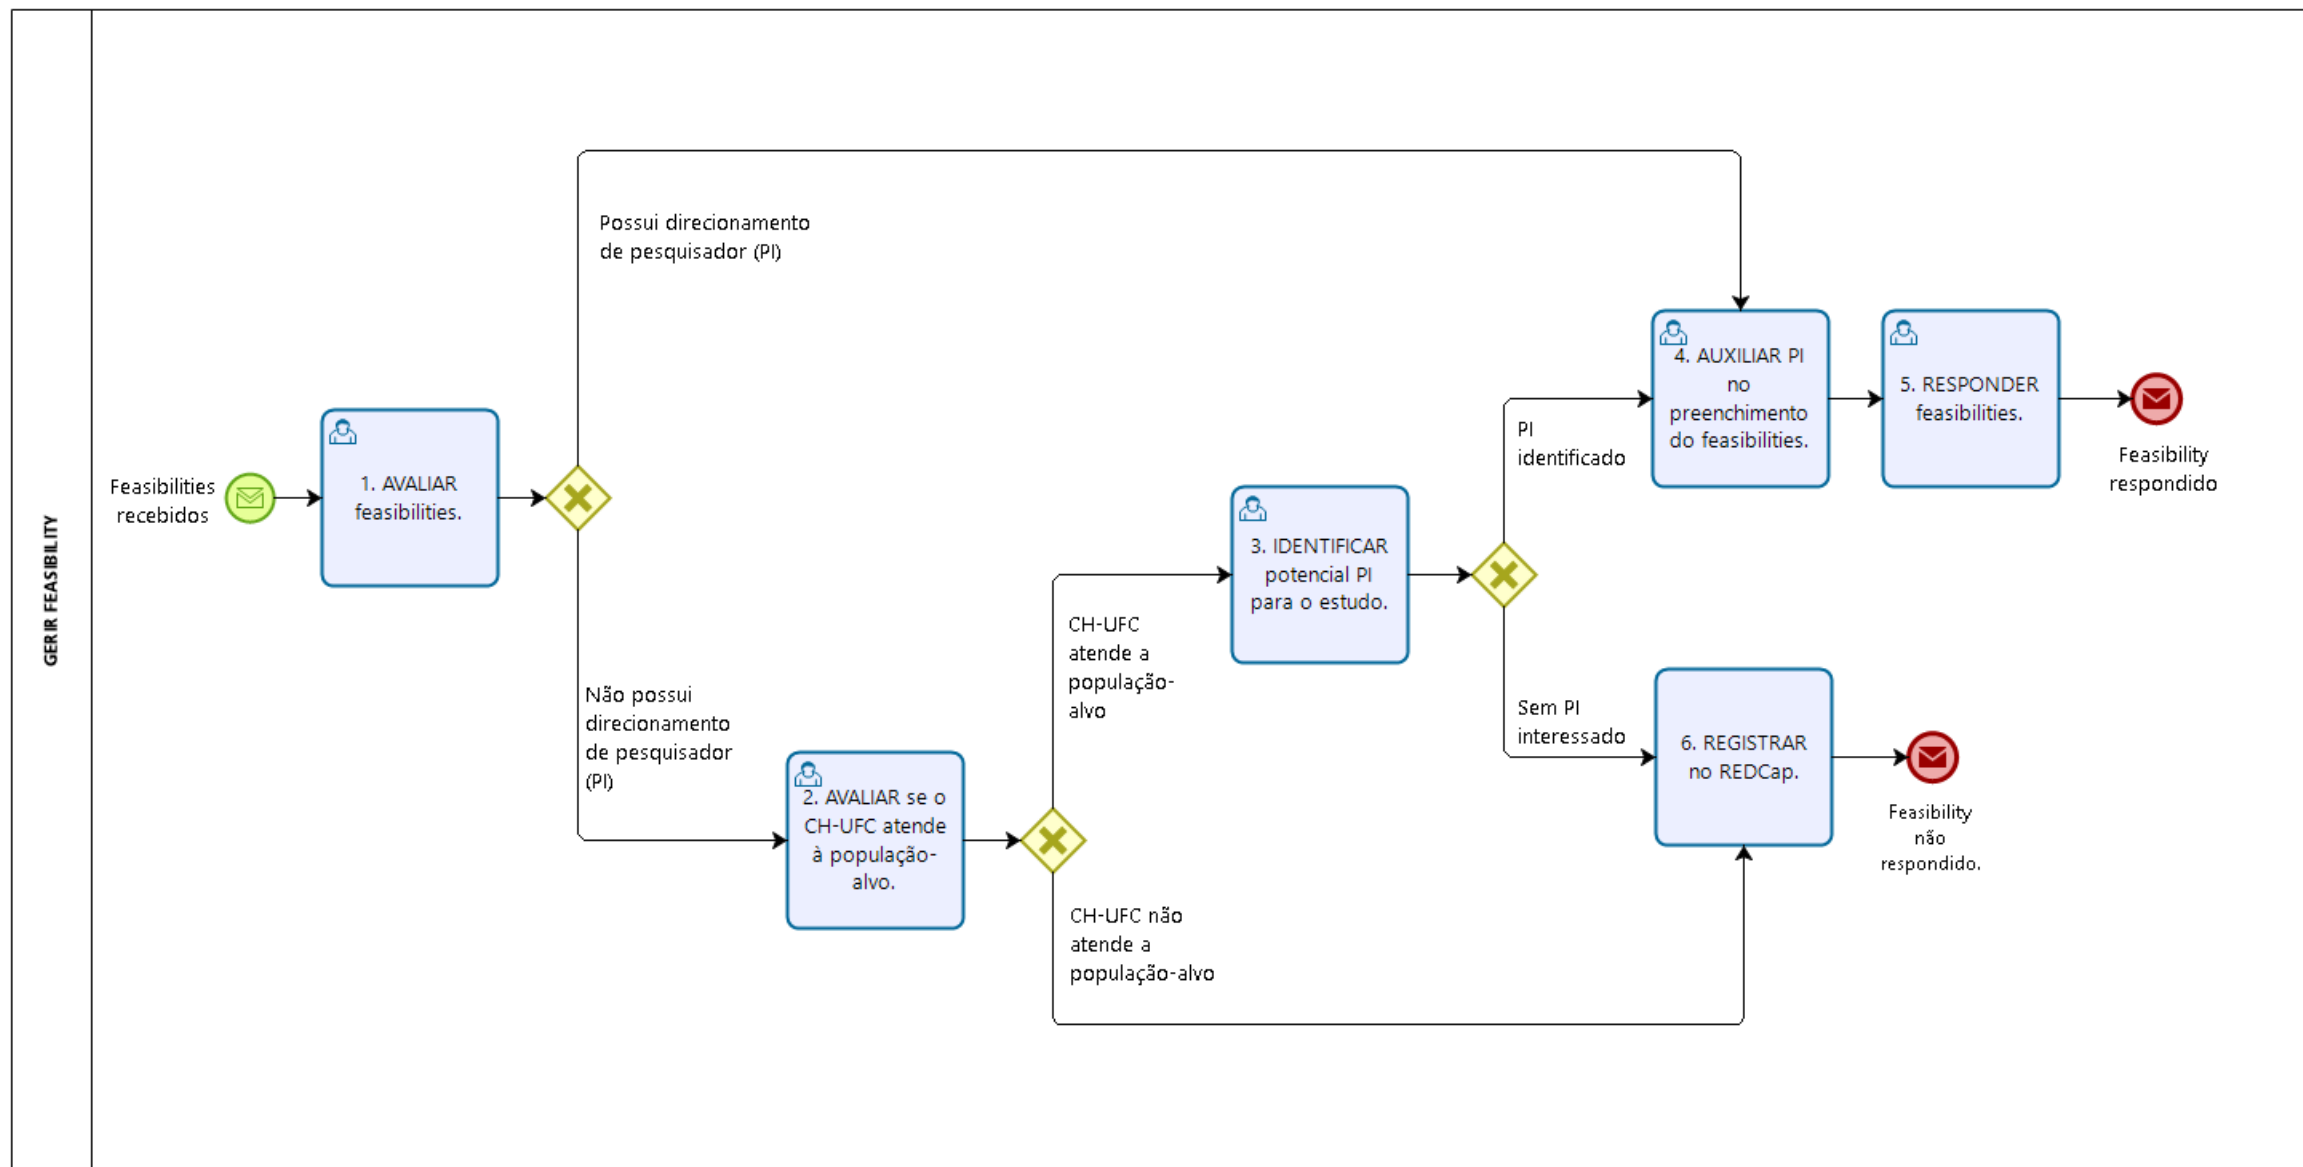 GERIR FEASIBILITY
Feasibilities
recebidos
1. AVALIAR
feasibilities.
Possui direcionamento
de pesquisador (PI)
Não possui
direcionamento
de pesquisador
(PI)
2. AVALIAR se o
CH-UFC atende
à população-
alvo.
CH-UFC
atende a
população-
alvo
CH-UFC não
atende a
população-alvo
3. IDENTIFICAR
potencial PI
para o estudo.
PI
identificado
Sem PI
interessado
4. AUXILIAR PI
no
preenchimento
do feasibilities.
5. RESPONDER
feasibilities.
Feasibility
respondido
6. REGISTRAR
no REDCap.
Feasibility
não
respondido.